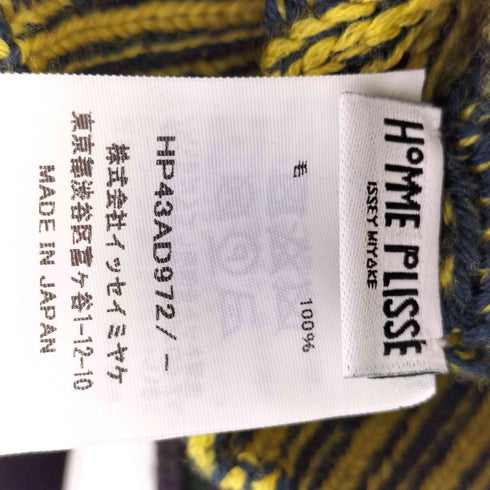 HOMME PLISSÉ
ISSEY MIYAKE
毛 100%
HP43AD972/ -
株式会社イッセイ ミヤケ
東京都渋谷区富ヶ谷1-12-10
MADE IN JAPAN